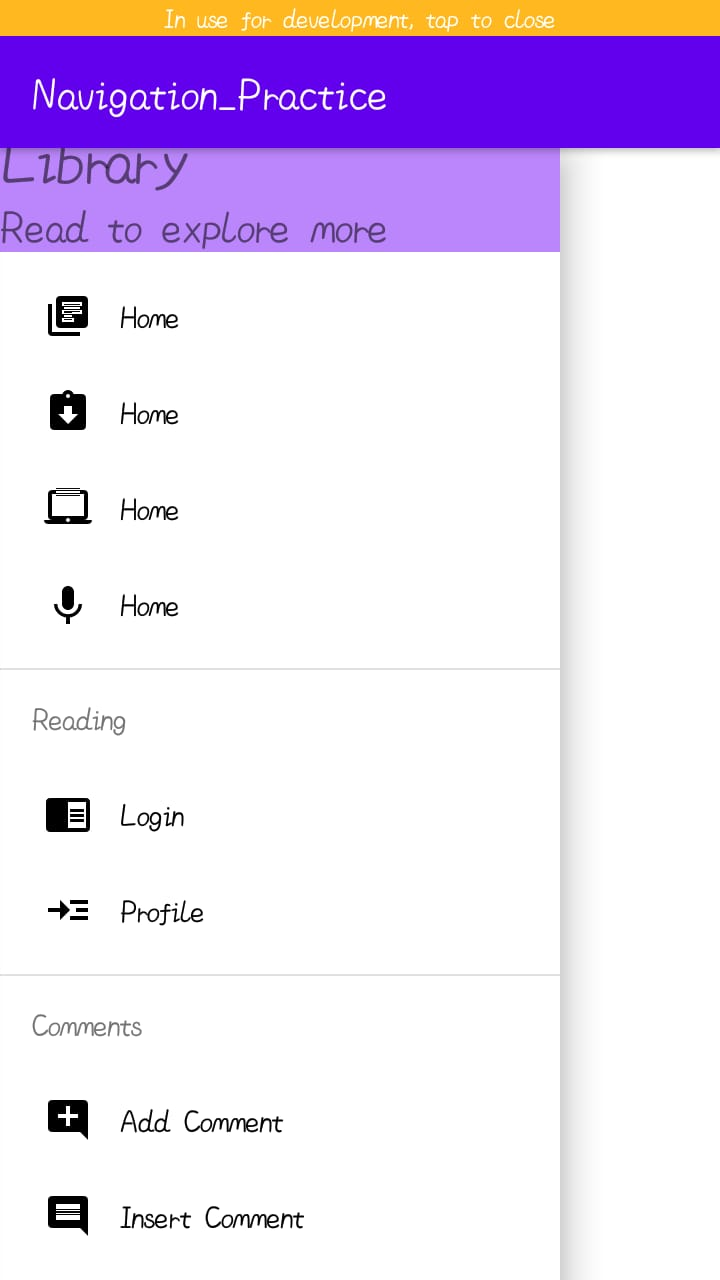 In use for development, tap to close
Navigation_Practice
Library
Read to explore more
Home
Home
Home
Home
Reading
Login
Profile
Comments
Add Comment
Insert Comment